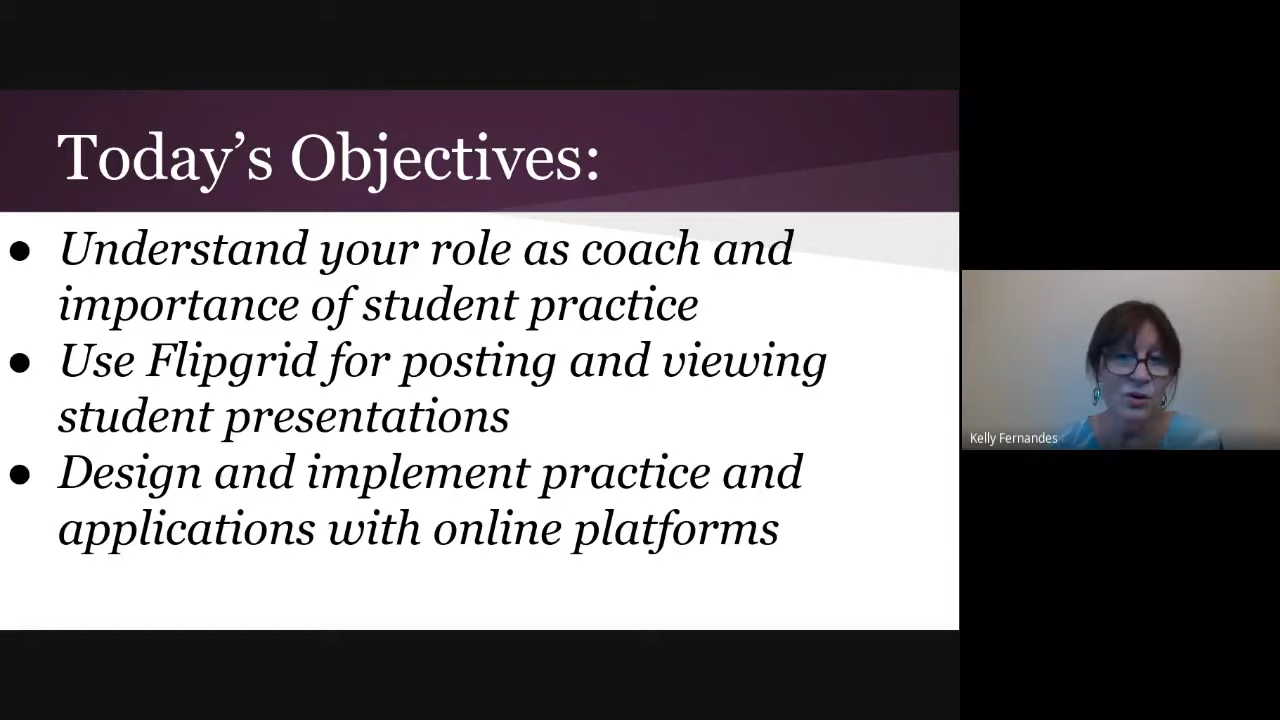 Today's Objectives:
● Understand your role as coach and
importance of student practice
● Use Flipgrid for posting and viewing
student presentations
● Design and implement practice and
applications with online platforms
Kelly Fernandes